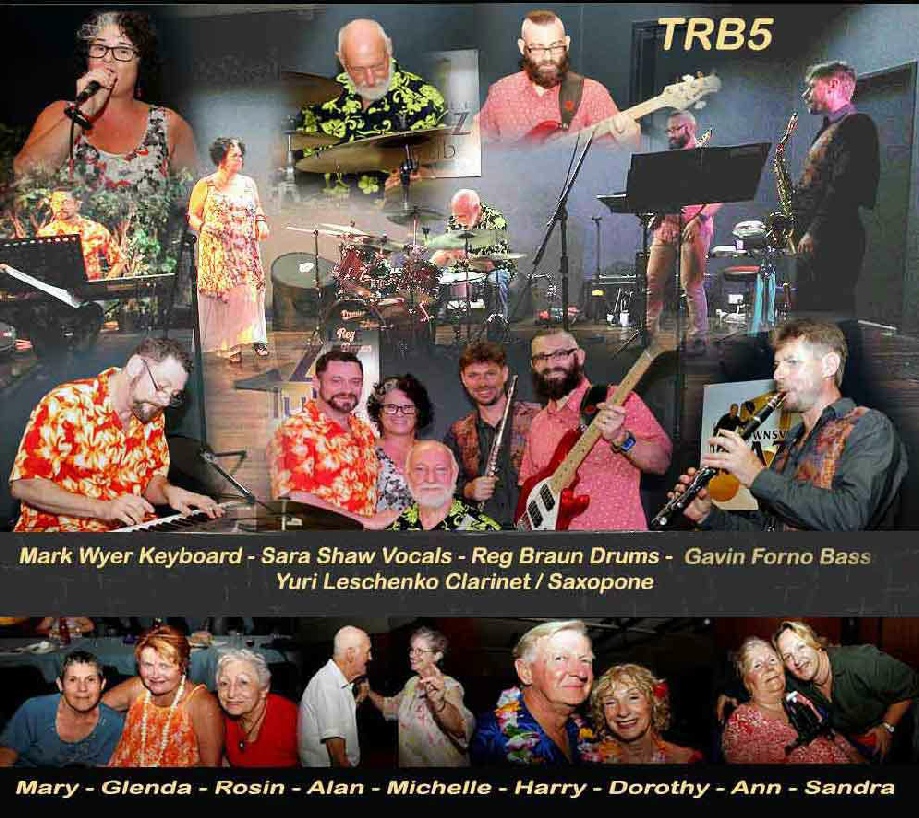 TRB5
Reg
Mark Wyer Keyboard - Sara Shaw Vocals - Reg Braun Drums - Gavin Forno Bass
Yuri Leschenko Clarinet / Saxopone
Mary - Glenda - Rosin - Alan - Michelle - Harry - Dorothy - Ann - Sandra